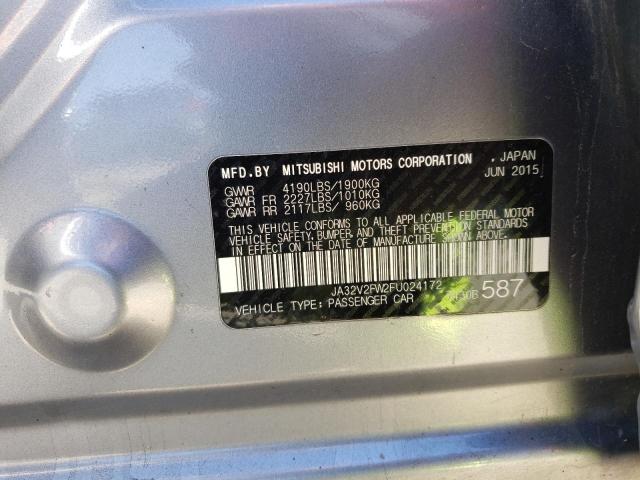 MFD.BY MITSUBISHI MOTORS CORPORATION , JAPAN
JUN 2015
GVWR 4190LBS/1900KG
GAWR FR 2227LBS/1010KG
GAWR RR 2117LBS/ 960KG
THIS VEHICLE CONFORMS TO ALL APPLICABLE FEDERAL MOTOR
VEHICLE SAFETY, BUMPER, AND THEFT PREVENTION STANDARDS
IN EFFECT ON THE DATE OF MANUFACTURE SHOWN ABOVE.
JA32V2FW2FU024172
VEHICLE TYPE: PASSENGER CAR 587